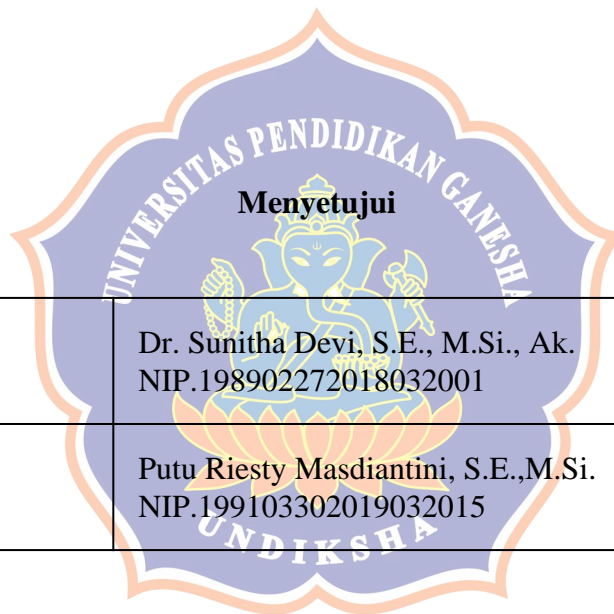 UNIVERSITAS PENDIDIKAN GANESHA
Menyetujui
Dr. Sunitha Devi, S.E., M.Si., Ak.
NIP.198902272018032001
Putu Riesty Masdiantini, S.E.,M.Si.
NIP.199103302019032015
UNDIKSHA